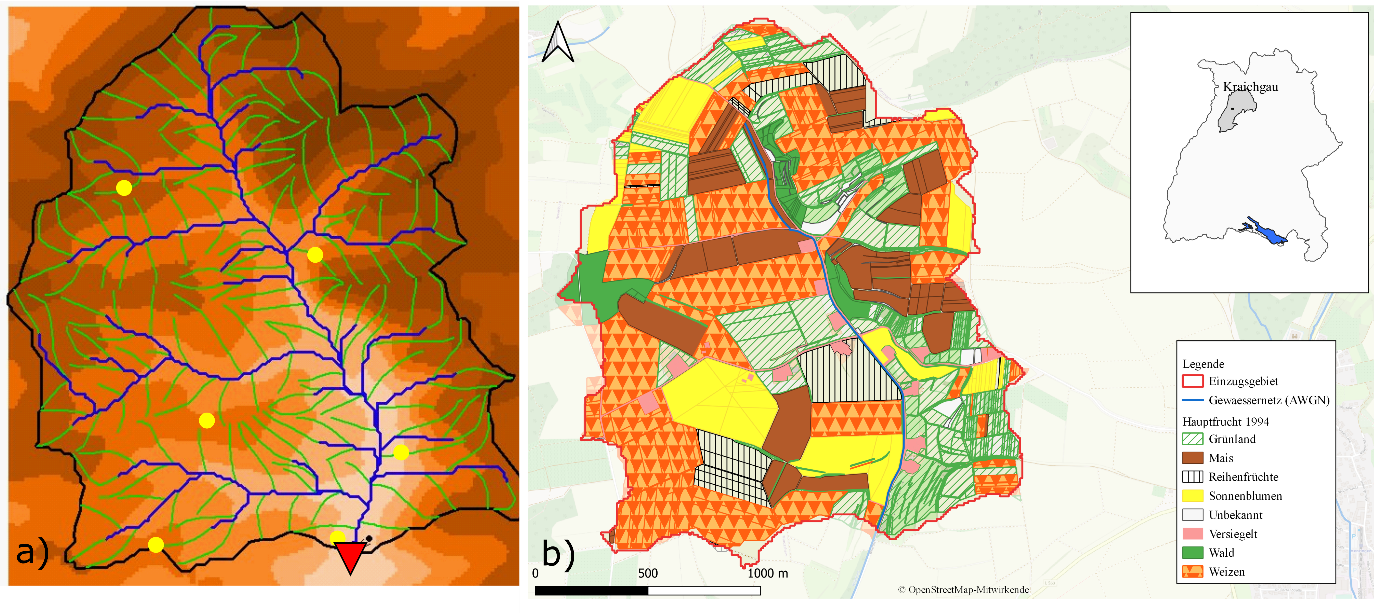 a)
b)
0 500 1000 m
© OpenStreetMap-Mitwirkende
Kraichgau
Legende
Einzugsgebiet
Gewaessernetz (AWGN)
Hauptfrucht 1994
Grünland
Mais
Reihenfrüchte
Sonnenblumen
Unbekannt
Versiegelt
Wald
Weizen